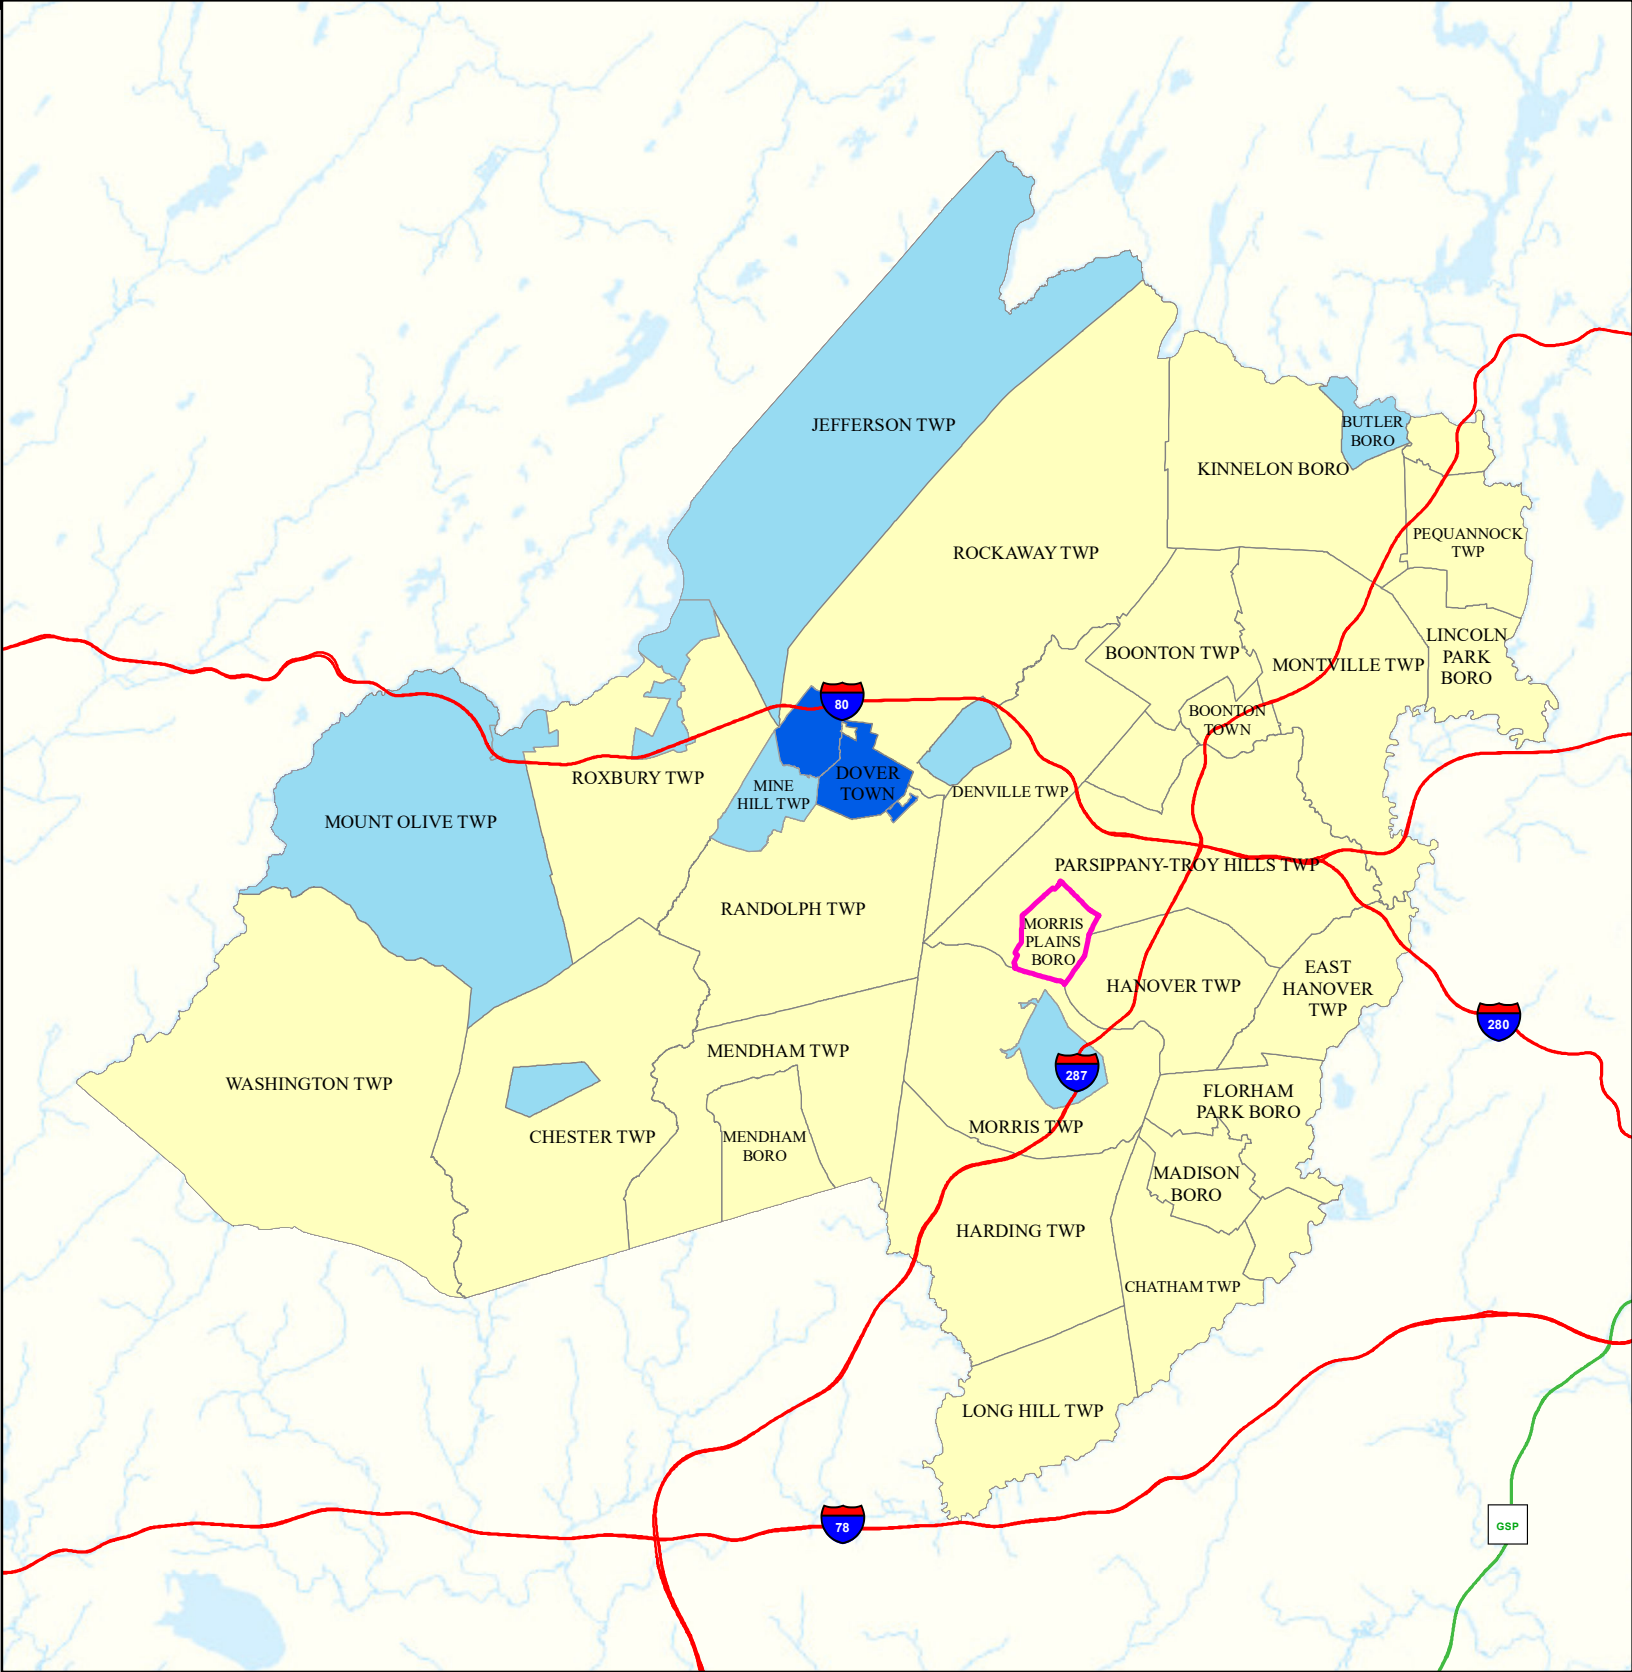 JEFFERSON TWP
BUTLER
BORO
KINNELON BORO
PEQUANNOCK
TWP
ROCKAWAY TWP
LINCOLN
PARK
BORO
BOONTON TWP
MONTVILLE TWP
80
BOONTON
TOWN
ROXBURY TWP
DOVER
TOWN
MINE
HILL TWP
DENVILLE TWP
MOUNT OLIVE TWP
PARSIPPANY-TROY HILLS TWP
RANDOLPH TWP
MORRIS
PLAINS
BORO
EAST
HANOVER
TWP
HANOVER TWP
280
MENDHAM TWP
287
WASHINGTON TWP
FLORHAM
PARK BORO
MORRIS TWP
CHESTER TWP
MENDHAM
BORO
MADISON
BORO
HARDING TWP
CHATHAM TWP
LONG HILL TWP
78
GSP